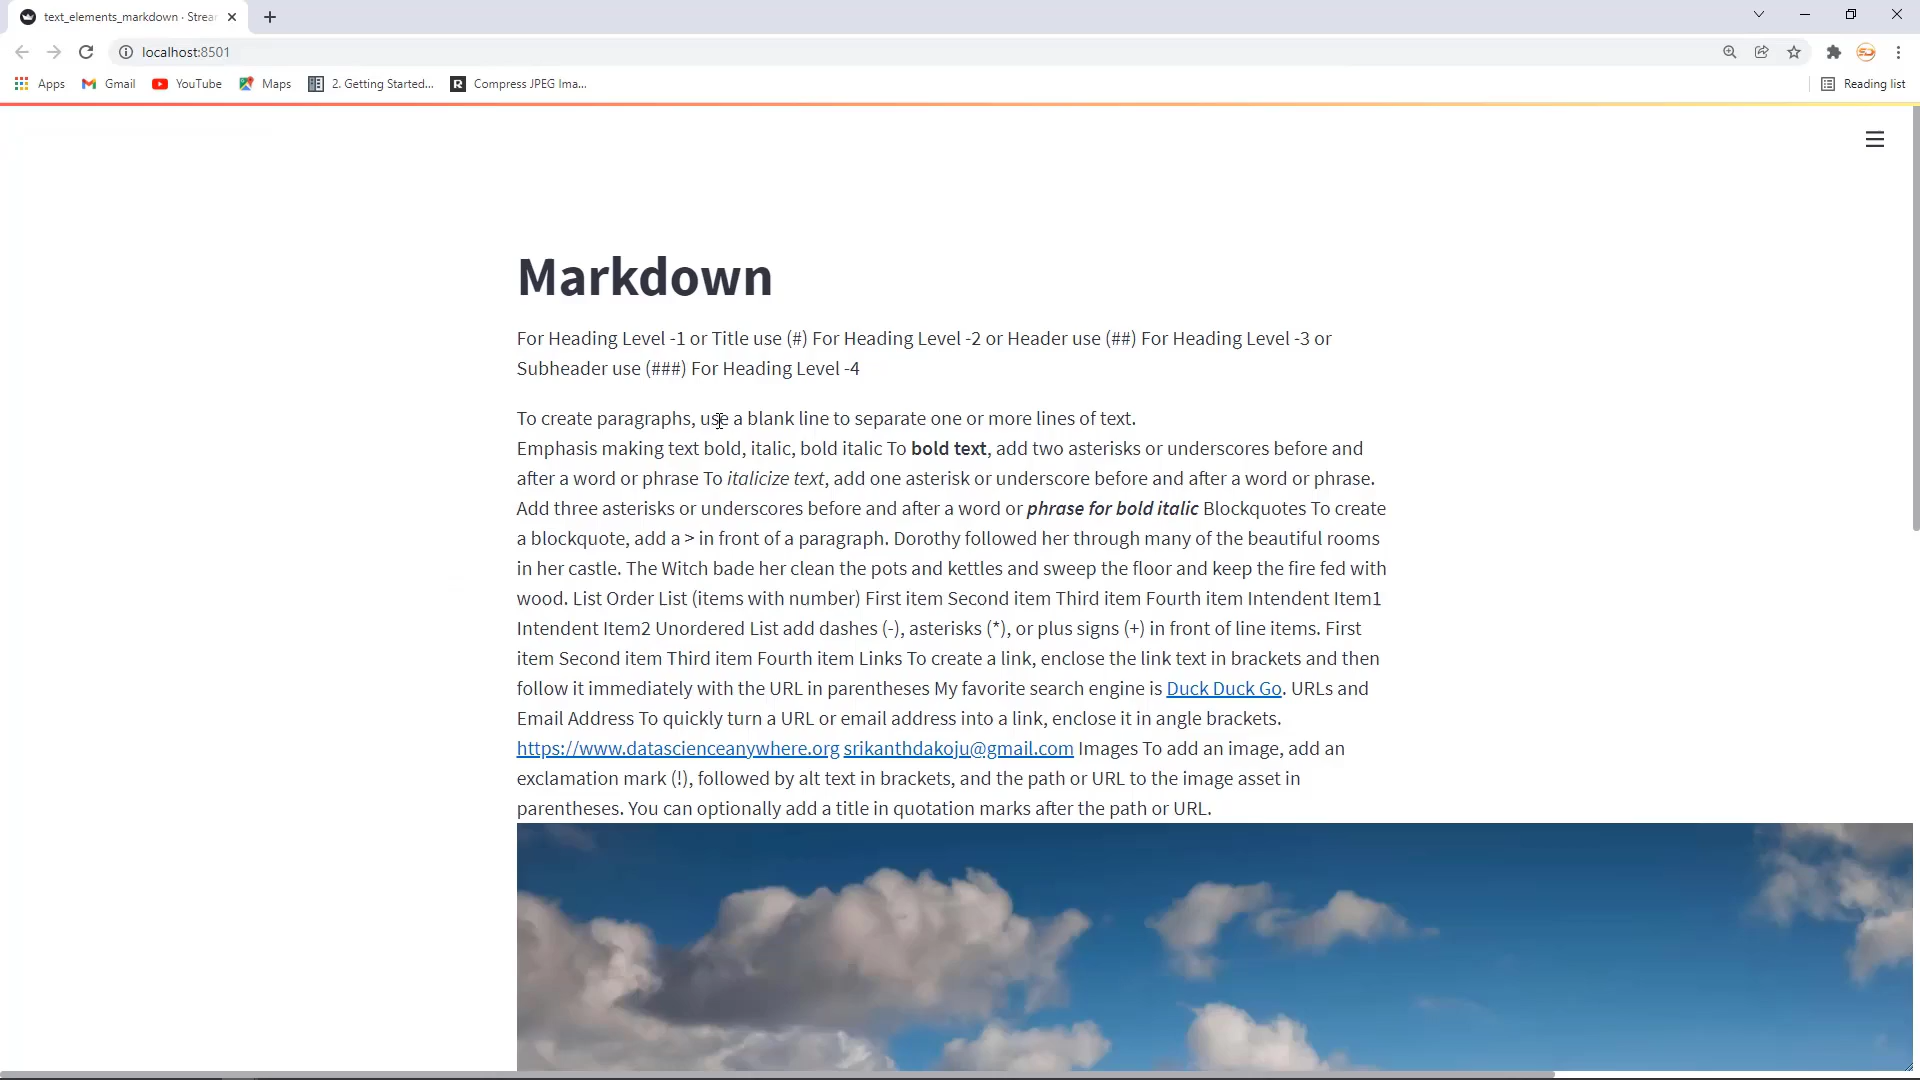 text_elements_markdown · Strea
localhost:8501
Apps
Gmail
YouTube
Maps
2. Getting Started...
Compress JPEG Ima...
Reading list
Markdown
For Heading Level -1 or Title use (#) For Heading Level -2 or Header use (##) For Heading Level -3 or
Subheader use (###) For Heading Level -4
To create paragraphs, use a blank line to separate one or more lines of text.
Emphasis making text bold, italic, bold italic To bold text, add two asterisks or underscores before and
after a word or phrase To italicize text, add one asterisk or underscore before and after a word or phrase.
Add three asterisks or underscores before and after a word or phrase for bold italic Blockquotes To create
a blockquote, add a > in front of a paragraph. Dorothy followed her through many of the beautiful rooms
in her castle. The Witch bade her clean the pots and kettles and sweep the floor and keep the fire fed with
wood. List Order List (items with number) First item Second item Third item Fourth item Intendent Item1
Intendent Item2 Unordered List add dashes (-), asterisks (*), or plus signs (+) in front of line items. First
item Second item Third item Fourth item Links To create a link, enclose the link text in brackets and then
follow it immediately with the URL in parentheses My favorite search engine is Duck Duck Go. URLs and
Email Address To quickly turn a URL or email address into a link, enclose it in angle brackets.
https://www.datascienceanywhere.org srikanthdakoju@gmail.com Images To add an image, add an
exclamation mark (!), followed by alt text in brackets, and the path or URL to the image asset in
parentheses. You can optionally add a title in quotation marks after the path or URL.